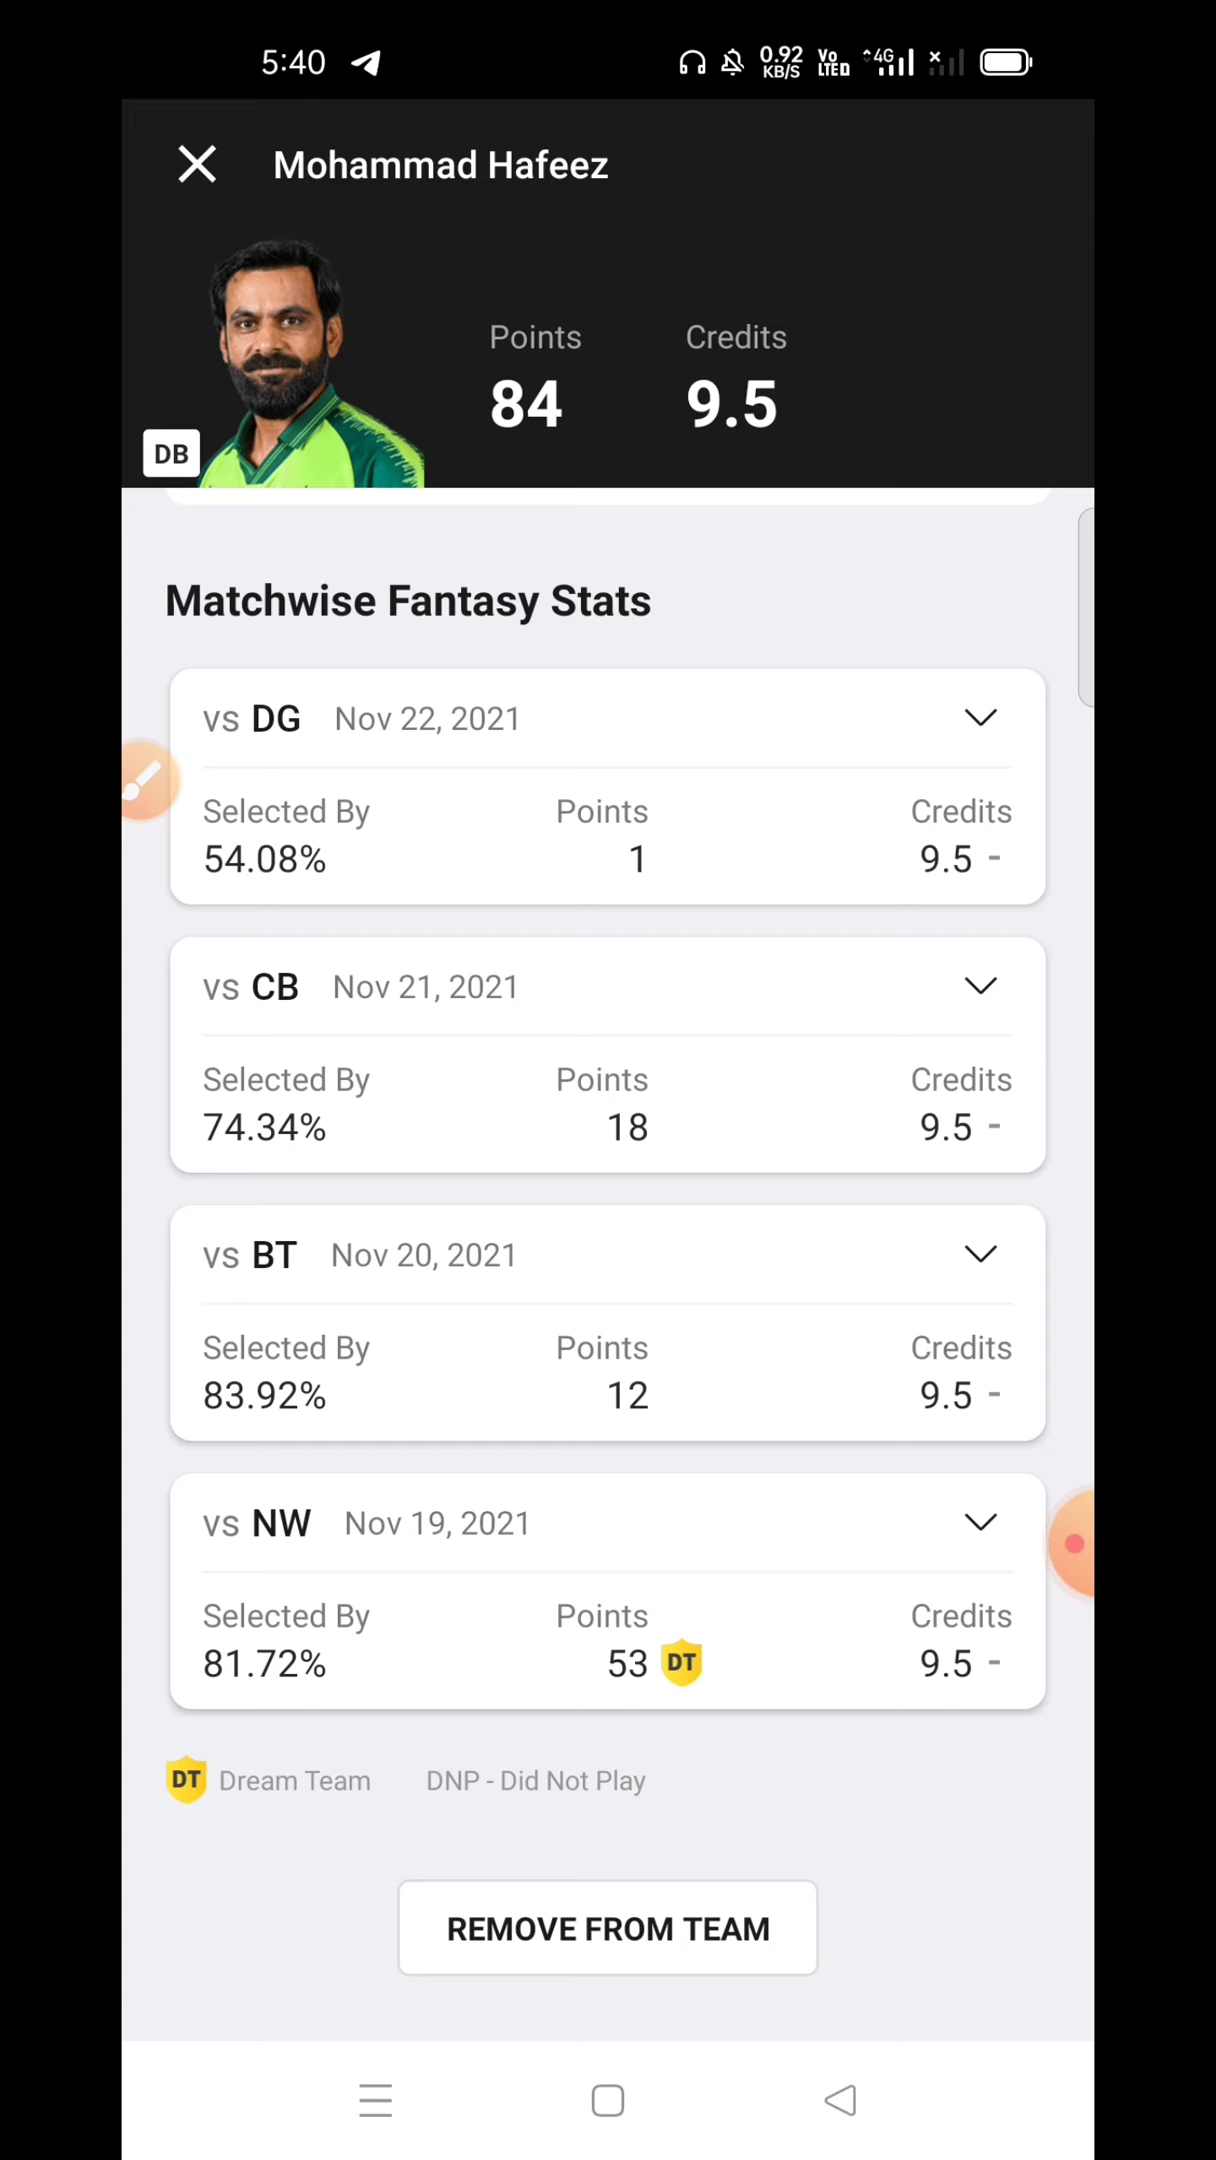 5:40 0.92 KB/S Vo LTED 4G
Mohammad Hafeez
Points Credits
84 9.5
DB
Matchwise Fantasy Stats
vs DG Nov 22, 2021
Selected By Points Credits
54.08% 1 9.5 -
vs CB Nov 21, 2021
Selected By Points Credits
74.34% 18 9.5 -
vs BT Nov 20, 2021
Selected By Points Credits
83.92% 12 9.5 -
vs NW Nov 19, 2021
Selected By Points Credits
81.72% 53 DT 9.5 -
DT Dream Team DNP - Did Not Play
REMOVE FROM TEAM